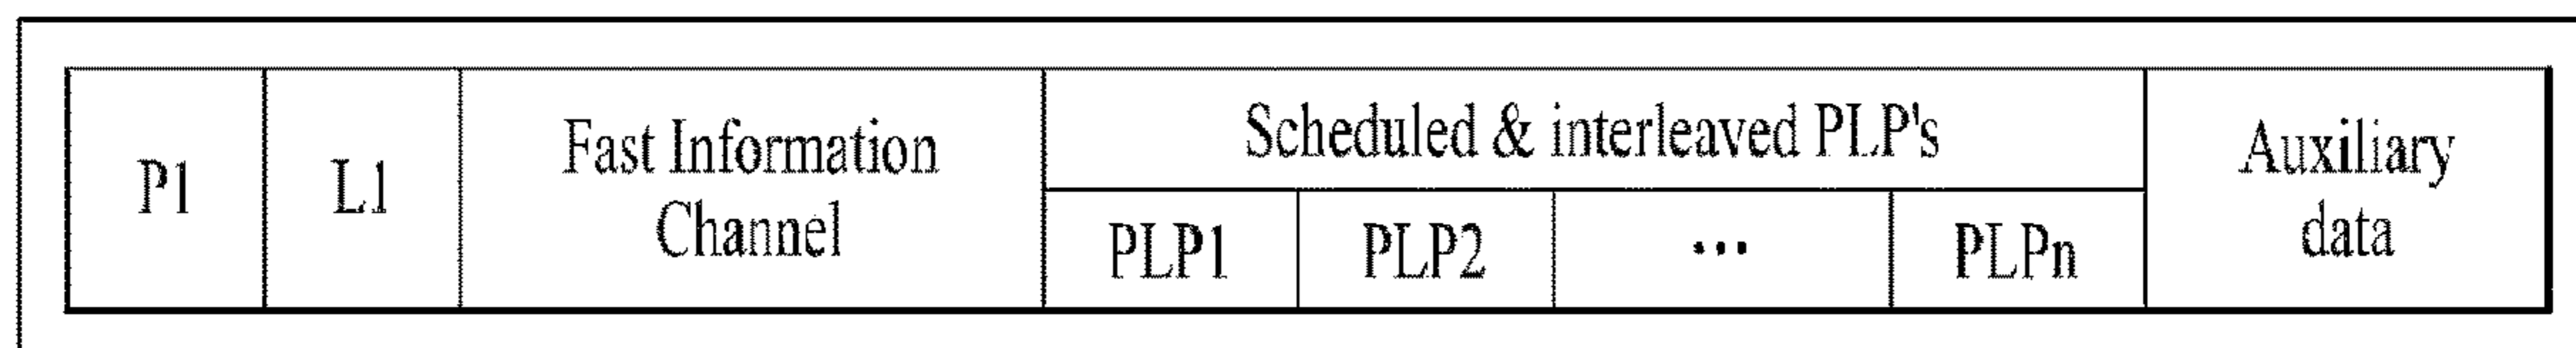 P1
L1
Fast Information
Channel
Scheduled & interleaved PLP's
PLP1
PLP2
...
PLPn
Auxiliary
data